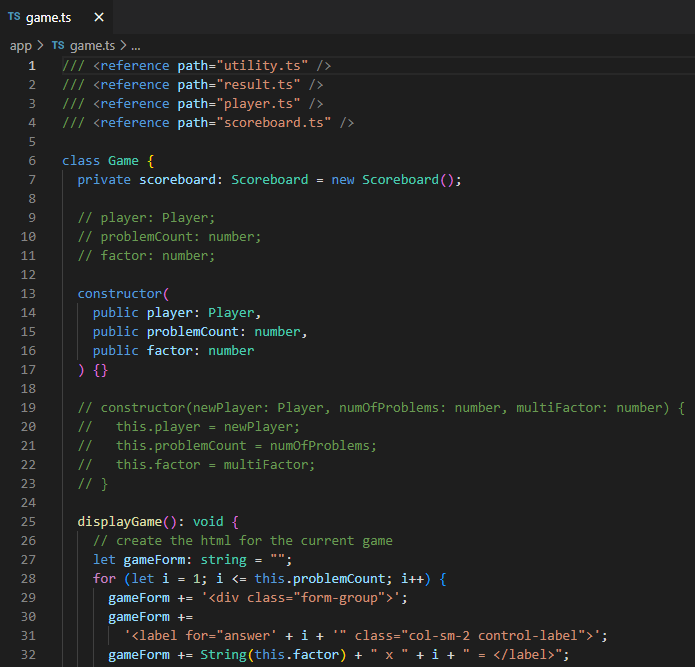 TS game.ts ×
app > TS game.ts > ...
1 /// <reference path="utility.ts" />
2 /// <reference path="result.ts" />
3 /// <reference path="player.ts" />
4 /// <reference path="scoreboard.ts" />
5
6 class Game {
7   private scoreboard: Scoreboard = new Scoreboard();
8
9   // player: Player;
10   // problemCount: number;
11   // factor: number;
12
13   constructor(
14     public player: Player,
15     public problemCount: number,
16     public factor: number
17   ) {}
18
19   // constructor(newPlayer: Player, numOfProblems: number, multiFactor: number) {
20   //   this.player = newPlayer;
21   //   this.problemCount = numOfProblems;
22   //   this.factor = multiFactor;
23   // }
24
25   displayGame(): void {
26     // create the html for the current game
27     let gameForm: string = "";
28     for (let i = 1; i <= this.problemCount; i++) {
29       gameForm += '<div class="form-group">';
30       gameForm +=
31         '<label for="answer' + i + '" class="col-sm-2 control-label">';
32       gameForm += String(this.factor) + " x " + i + " = </label>";